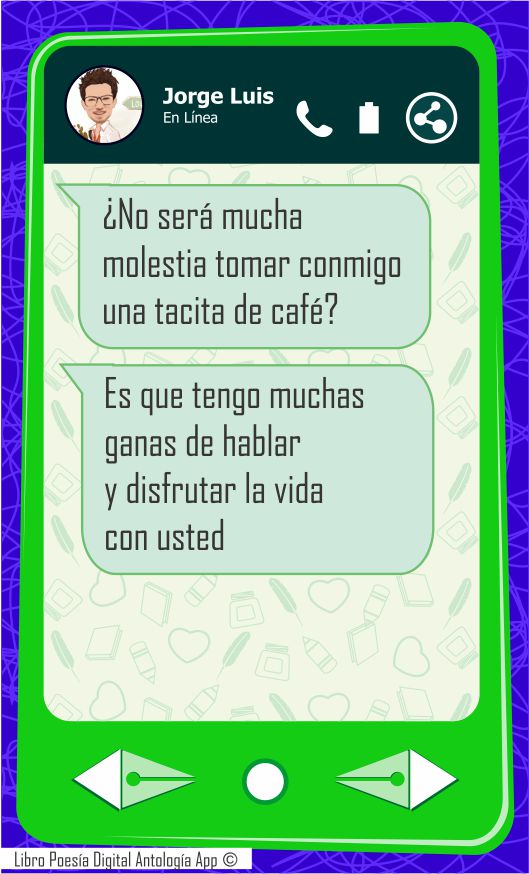 Jorge Luis
En Línea
¿No será mucha
molestia tomar conmigo
una tacita de café?
Es que tengo muchas
ganas de hablar
y disfrutar la vida
con usted
Libro Poesía Digital Antología App ©